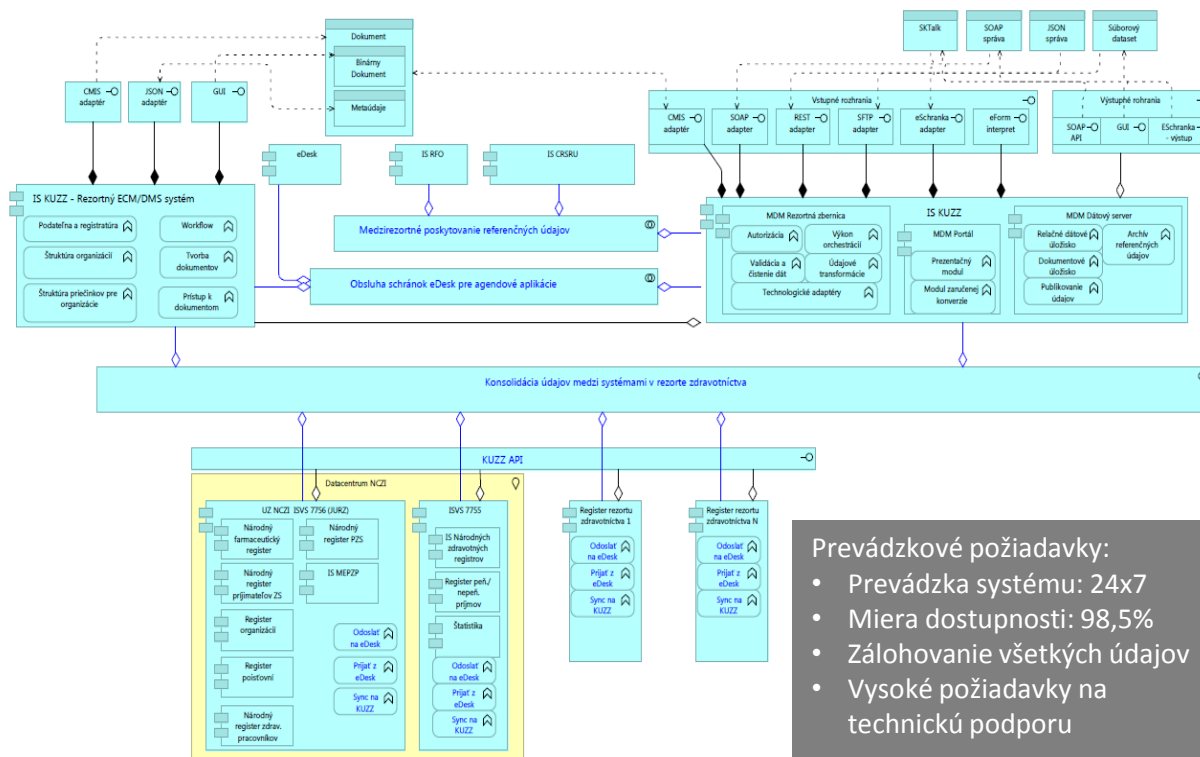 Dokument
Bínárny
Dokument
Metaúdaje
SKTalk
SOAP
správa
JSON
správa
Súborový
dataset
CMIS
adaptér
JSON
adaptér
GUI
Vstupné rozhrania
CMIS
adaptér
SOAP
adapter
REST
adapter
SFTP
adapter
eSchranka
adapter
eForm
interpret
Výstuphé rohrania
SOAP
API
GUI
ESchranka
- výstup
eDesk
IS RFO
IS CRSRU
IS KUZZ - Rezortný ECM/DMS systém
Podateľna a registratúra
Workflow
Štruktúra organizácií
Tvorba
dokumentov
Štruktúra priečinkov pre
organizácie
Prístup k
dokumentom
Medzirezortné poskytovanie referenčných údajov
Obsluha schránok eDesk pre agendové aplikácie
IS KUZZ
MDM Rezortná zbernica
Autorizácia
Výkon
orchestrácií
Validácia a
čistenie dát
Údajové
transformácie
Technologické adaptéry
MDM Portál
Prezentačný
modul
Modul zaručenej
konverzie
MDM Dátový server
Relačné dátové
úložisko
Archív
referenčných
údajov
Dokumentové
úložisko
Publikovanie
údajov
Konsolidácia údajov medzi systémami v rezorte zdravotníctva
KUZZ API
Datacentrum NCZI
UZ NCZI ISVS 7756 (JURZ)
Národný
farmaceutický
register
Národný
register PZS
Národný
register
príjimateľov ZS
IS MEPZP
Register
organizácií
Register
poisťovní
Národný
register zdrav.
pracovníkov
Odoslať
na eDesk
Príjať z
eDesk
Sync na
KUZZ
ISVS 7755
IS Národných
zdravotných
registrov
Register peň./
nepeň.
príjmov
Štatistika
Odoslať
na eDesk
Príjať z
eDesk
Sync na
KUZZ
Register rezortu
zdravotníctva 1
Odoslať
na eDesk
Príjať z
eDesk
Sync na
KUZZ
Register rezortu
zdravotníctva N
Odoslať
na eDesk
Príjať z
eDesk
Sync na
KUZZ
Prevádzkové požiadavky:
• Prevádzka systému: 24x7
• Miera dostupnosti: 98,5%
• Zálohovanie všetkých údajov
• Vysoké požiadavky na
technickú podporu